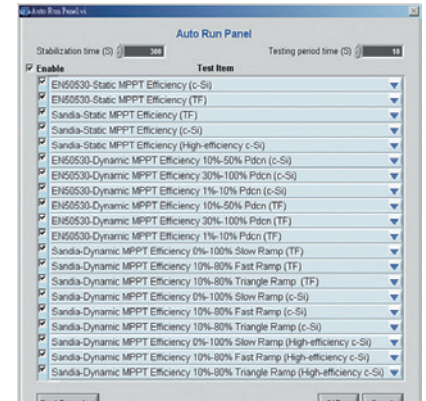 Auto Run Panel.vi
Auto Run Panel
Stabilization time (S) 300 Testing period time (S) 10
Enable Test Item
EN50530-Static MPPT Efficiency (c-Si)
EN50530-Static MPPT Efficiency (TF)
Sandia-Static MPPT Efficiency (TF)
Sandia-Static MPPT Efficiency (c-Si)
Sandia-Static MPPT Efficiency (High-efficiency c-Si)
EN50530-Dynamic MPPT Efficiency 10%-50% Pdcn (c-Si)
EN50530-Dynamic MPPT Efficiency 30%-100% Pdcn (c-Si)
EN50530-Dynamic MPPT Efficiency 1%-10% Pdcn (c-Si)
EN50530-Dynamic MPPT Efficiency 10%-50% Pdcn (TF)
EN50530-Dynamic MPPT Efficiency 30%-100% Pdcn (TF)
EN50530-Dynamic MPPT Efficiency 1%-10% Pdcn (TF)
Sandia-Dynamic MPPT Efficiency 0%-100% Slow Ramp (TF)
Sandia-Dynamic MPPT Efficiency 10%-80% Fast Ramp (TF)
Sandia-Dynamic MPPT Efficiency 10%-80% Triangle Ramp (TF)
Sandia-Dynamic MPPT Efficiency 0%-100% Slow Ramp (c-Si)
Sandia-Dynamic MPPT Efficiency 10%-80% Fast Ramp (c-Si)
Sandia-Dynamic MPPT Efficiency 10%-80% Triangle Ramp (c-Si)
Sandia-Dynamic MPPT Efficiency 0%-100% Slow Ramp (High-efficiency c-Si)
Sandia-Dynamic MPPT Efficiency 10%-80% Fast Ramp (High-efficiency c-Si)
Sandia-Dynamic MPPT Efficiency 10%-80% Triangle Ramp (High-efficiency c-Si)